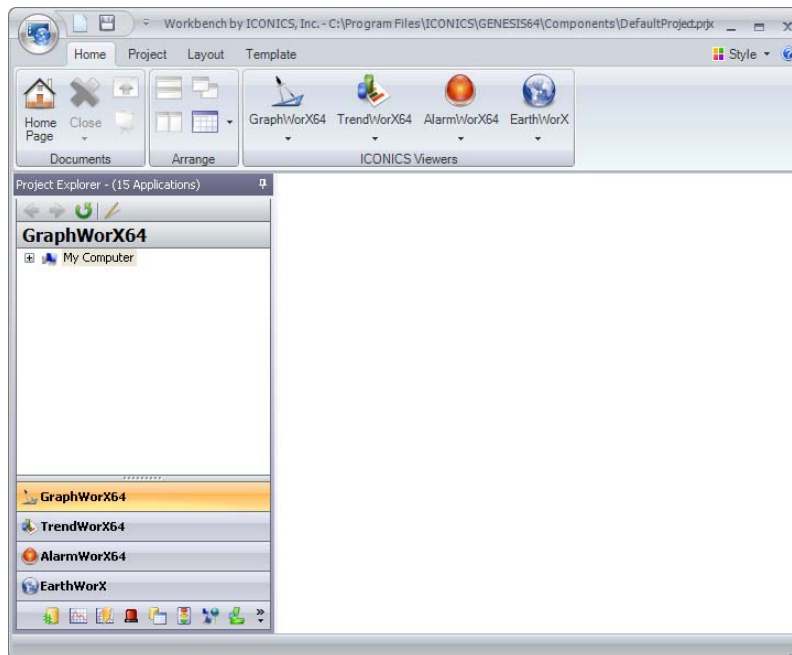 Workbench by ICONICS, Inc. - C:\Program Files\ICONICS\GENESIS64\Components\DefaultProject.prjx
Home Project Layout Template Style
Home Page
Close
GraphWorX64 TrendWorX64 AlarmWorX64 EarthWorX
Documents Arrange ICONICS Viewers
Project Explorer - (15 Applications)
GraphWorX64
My Computer
GraphWorX64
TrendWorX64
AlarmWorX64
EarthWorX